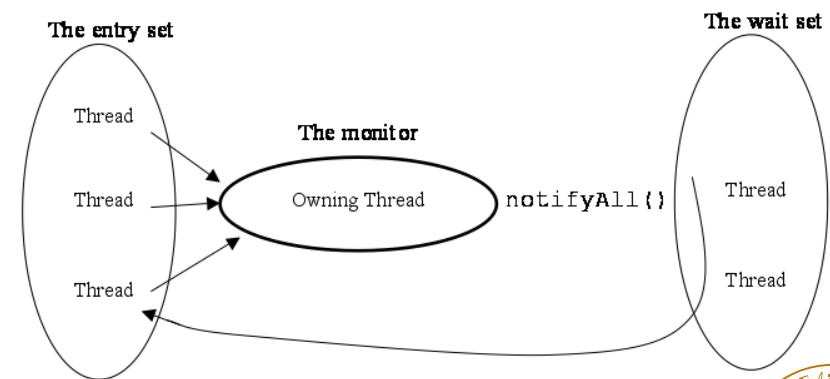 The entry set
The wait set
Thread
The monitor
Thread
Owning Thread
notifyAll()
Thread
Thread
Thread